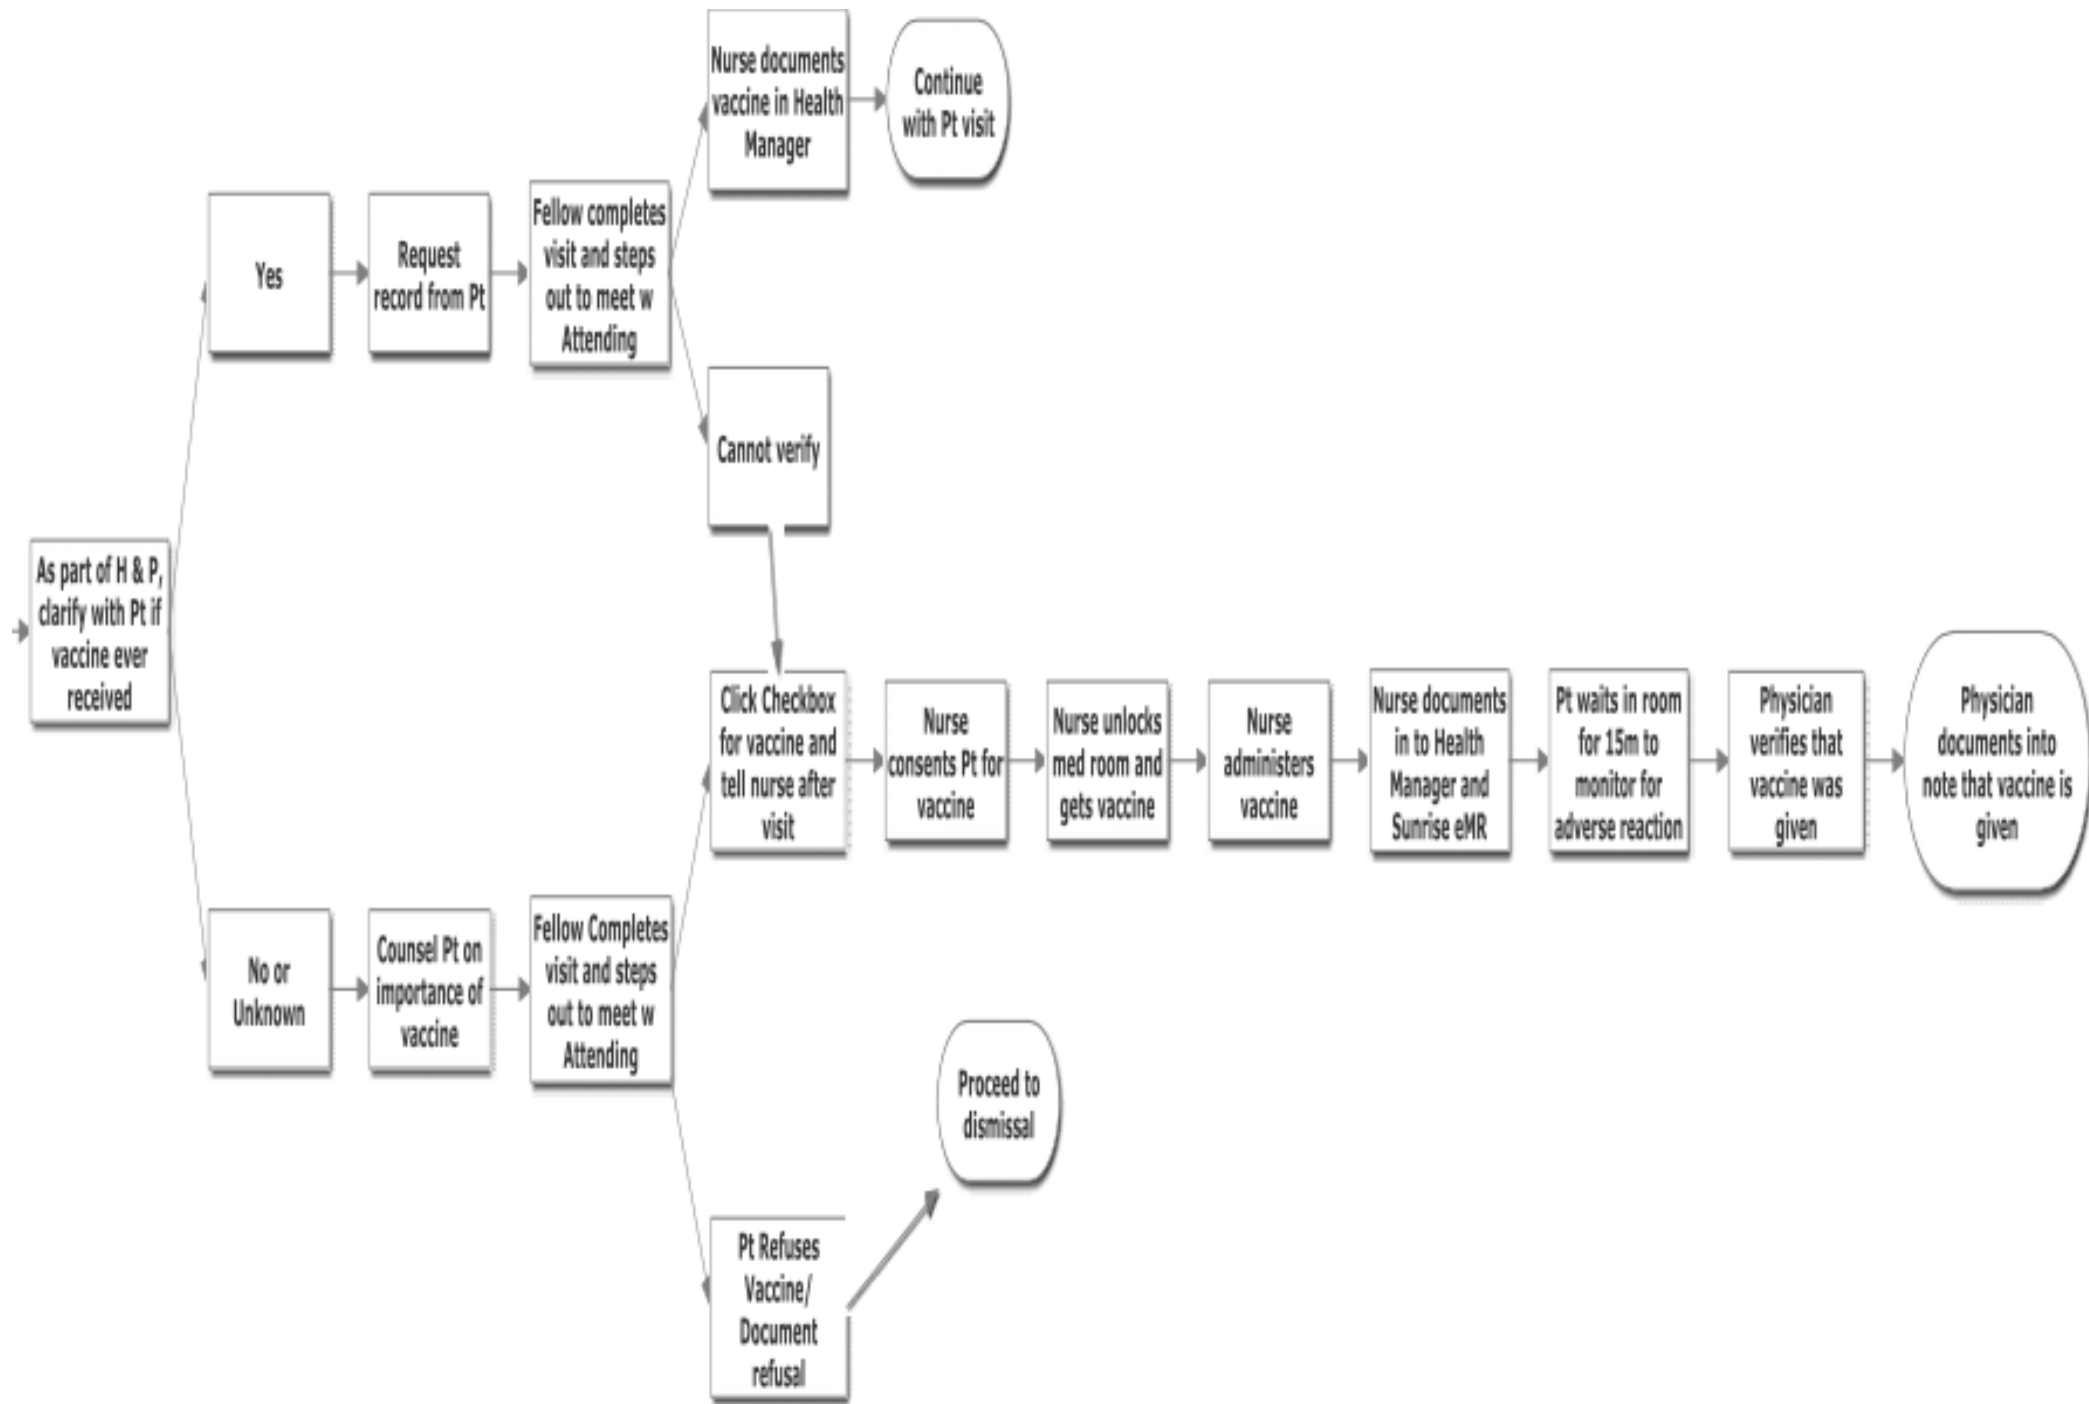 Nurse documents
vaccine in Health
Manager
Continue
with Pt visit
Yes
Request
record from Pt
Fellow completes
visit and steps
out to meet w
Attending
Cannot verify
As part of H & P,
clarify with Pt if
vaccine ever
received
Click Checkbox
for vaccine and
tell nurse after
visit
Nurse
consents Pt for
vaccine
Nurse unlocks
med room and
gets vaccine
Nurse
administers
vaccine
Nurse documents
in to Health
Manager and
Sunrise eMR
Pt waits in room
for 15m to
monitor for
adverse reaction
Physician
verifies that
vaccine was
given
Physician
documents into
note that vaccine is
given
No or
Unknown
Counsel Pt on
importance of
vaccine
Fellow Completes
visit and steps
out to meet w
Attending
Proceed to
dismissal
Pt Refuses
Vaccine/
Document
refusal